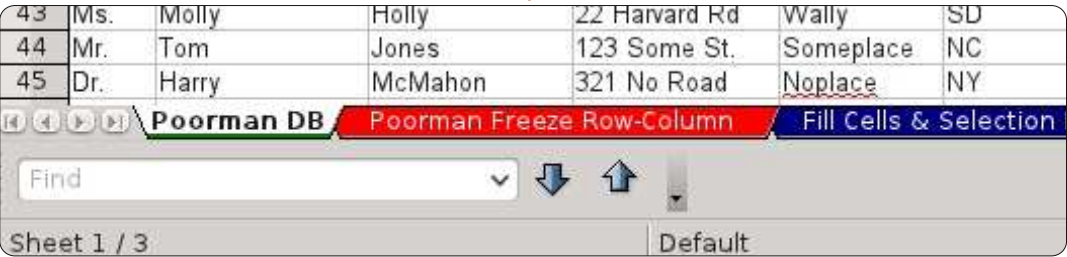 43 Ms. Molly Holly 22 Harvard Rd Wally SD
44 Mr. Tom Jones 123 Some St. Someplace NC
45 Dr. Harry McMahon 321 No Road Noplace NY
Poorman DB Poorman Freeze Row-Column Fill Cells & Selection
Find
Sheet 1 / 3 Default